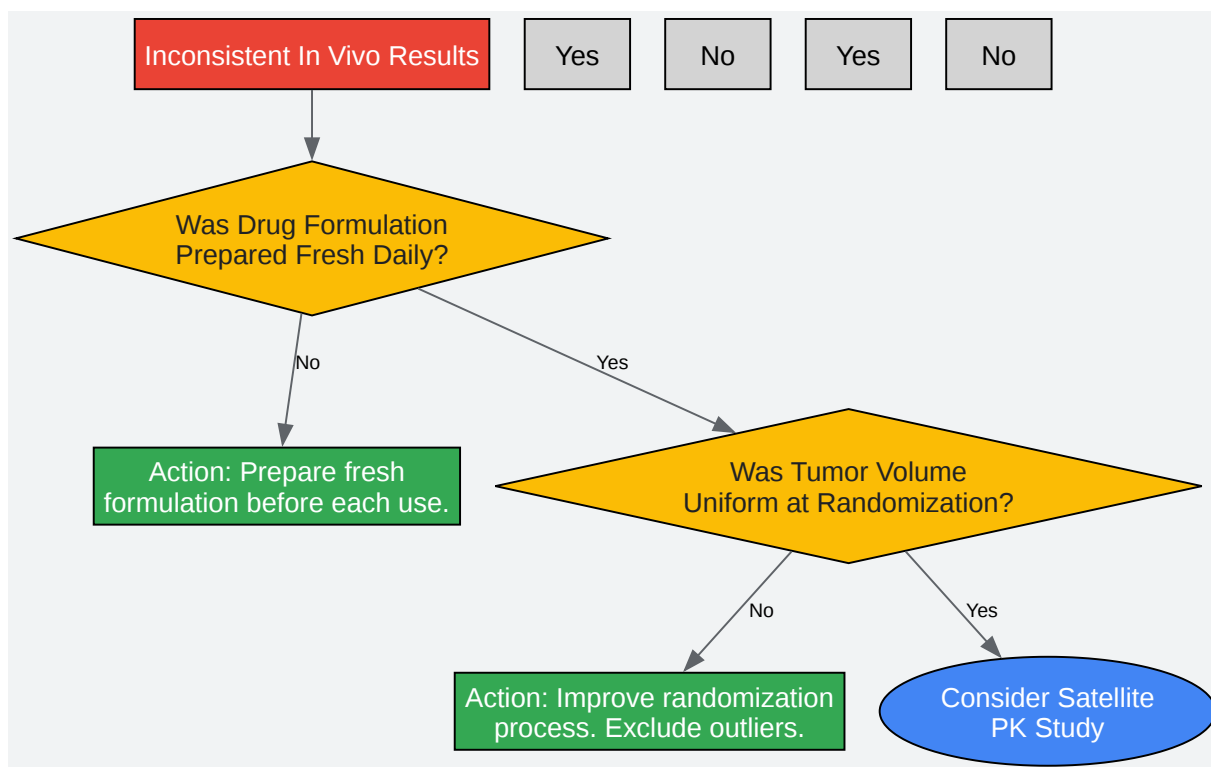 Inconsistent In Vivo Results
Yes
No
Yes
No
Was Drug Formulation
Prepared Fresh Daily?
No
Yes
Action: Prepare fresh
formulation before each use.
Was Tumor Volume
Uniform at Randomization?
No
Yes
Action: Improve randomization
process. Exclude outliers.
Consider Satellite
PK Study